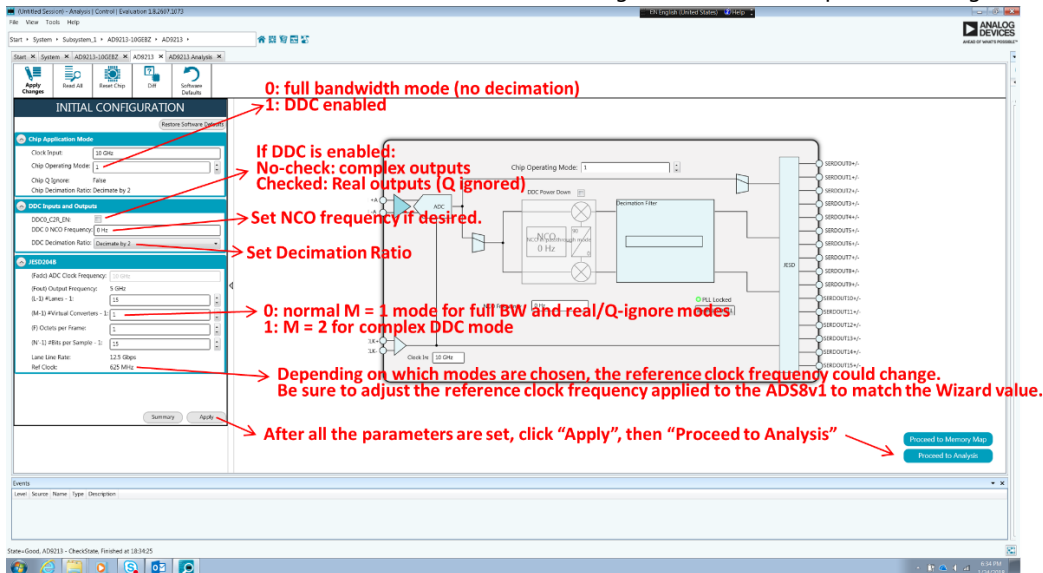 (Untitled Session) - Analysis | Control | Evaluation 1.8.2607.1073
EN English (United States) Help
File View Tools Help
ANALOG DEVICES
AHEAD OF WHAT'S POSSIBLE™
Start • System • Subsystem_1 • AD9213-10GEBZ • AD9213 •
Start × System × AD9213-10GEBZ × AD9213 × AD9213 Analysis ×
Apply Changes
Read All
Reset Chip
Diff
Software Defaults
0: full bandwidth mode (no decimation)
1: DDC enabled
INITIAL CONFIGURATION
Restore Software Defaults
Chip Application Mode
Clock Input: 10 GHz
Chip Operating Mode: 1
Chip Q Ignore: False
Chip Decimation Ratio: Decimate by 2
If DDC is enabled:
No-check: complex outputs
Checked: Real outputs (Q ignored)
DDC Inputs and Outputs
DDC0_C2R_EN:
DDC 0 NCO Frequency: 0 Hz
DDC Decimation Ratio: Decimate by 2
Set NCO frequency if desired.
Set Decimation Ratio
JESD204B
(Fadc) ADC Clock Frequency: 10 GHz
(Fout) Output Frequency: 5 GHz
(L-1) #Lanes - 1: 15
(M-1) #Virtual Converters - 1: 1
(F) Octets per Frame: 1
(N'-1) #Bits per Sample - 1: 15
Lane Line Rate: 12.5 Gbps
Ref Clock: 625 MHz
0: normal M = 1 mode for full BW and real/Q-ignore modes
1: M = 2 for complex DDC mode
Depending on which modes are chosen, the reference clock frequency could change.
Be sure to adjust the reference clock frequency applied to the ADS8v1 to match the Wizard value.
Summary
Apply
After all the parameters are set, click “Apply”, then “Proceed to Analysis”
Chip Operating Mode: 1
DDC Power Down
+A
-A
ADC
NCO
0 Hz
90
0
Decimation Filter
JESD
PLL Locked
0 Hz
Clock In: 10 GHz
SERDOUT0+/-
SERDOUT1+/-
SERDOUT2+/-
SERDOUT3+/-
SERDOUT4+/-
SERDOUT5+/-
SERDOUT6+/-
SERDOUT7+/-
SERDOUT8+/-
SERDOUT9+/-
SERDOUT10+/-
SERDOUT11+/-
SERDOUT12+/-
SERDOUT13+/-
SERDOUT14+/-
SERDOUT15+/-
Proceed to Memory Map
Proceed to Analysis
Events
Level Source Name Type Description
State=Good. AD9213 - CheckState, Finished at 18:34:25
6:34 PM